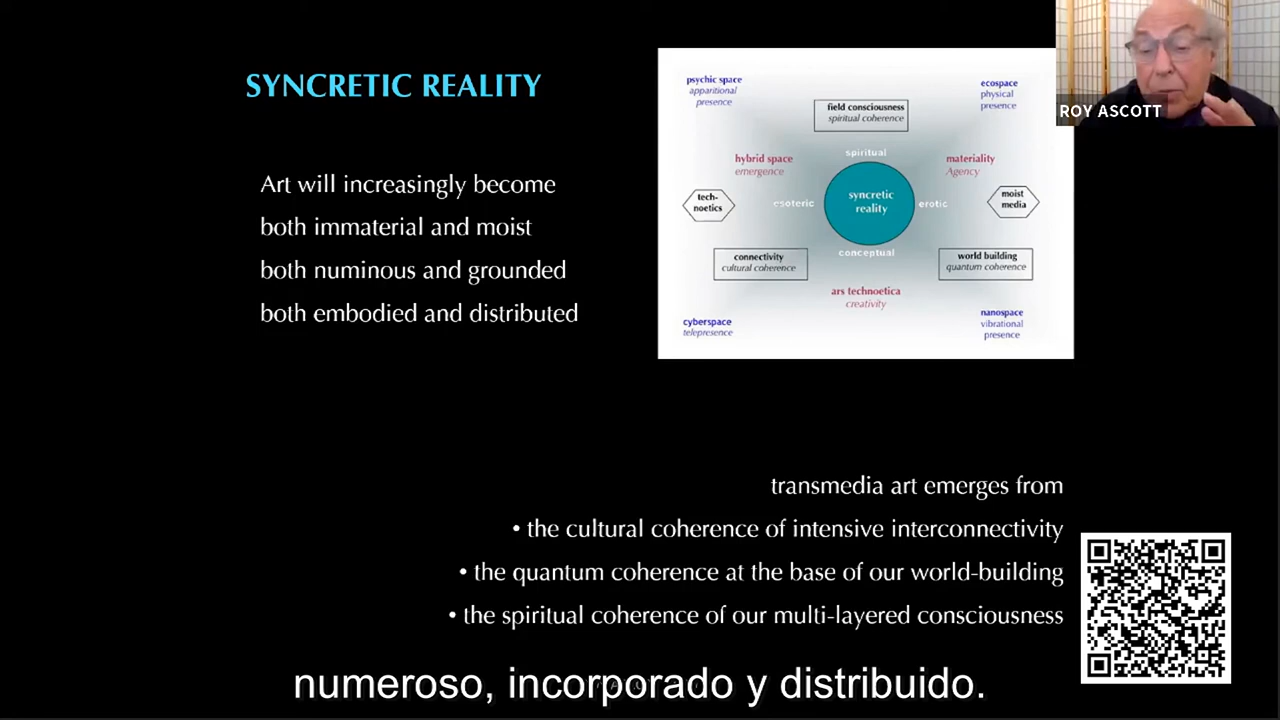 SYNCRETIC REALITY
Art will increasingly become
both immaterial and moist
both numinous and grounded
both embodied and distributed
psychic space
apparitional
presence
ecospace
physical
presence
field consciousness
spiritual coherence
spiritual
hybrid space
emergence
materiality
Agency
tech-
noetics
esoteric
syncretic
reality
erotic
moist
media
conceptual
connectivity
cultural coherence
world building
quantum coherence
ars technoetica
creativity
cyberspace
telepresence
nanospace
vibrational
presence
ROY ASCOTT
transmedia art emerges from
• the cultural coherence of intensive interconnectivity
• the quantum coherence at the base of our world-building
• the spiritual coherence of our multi-layered consciousness
numeroso, incorporado y distribuido.